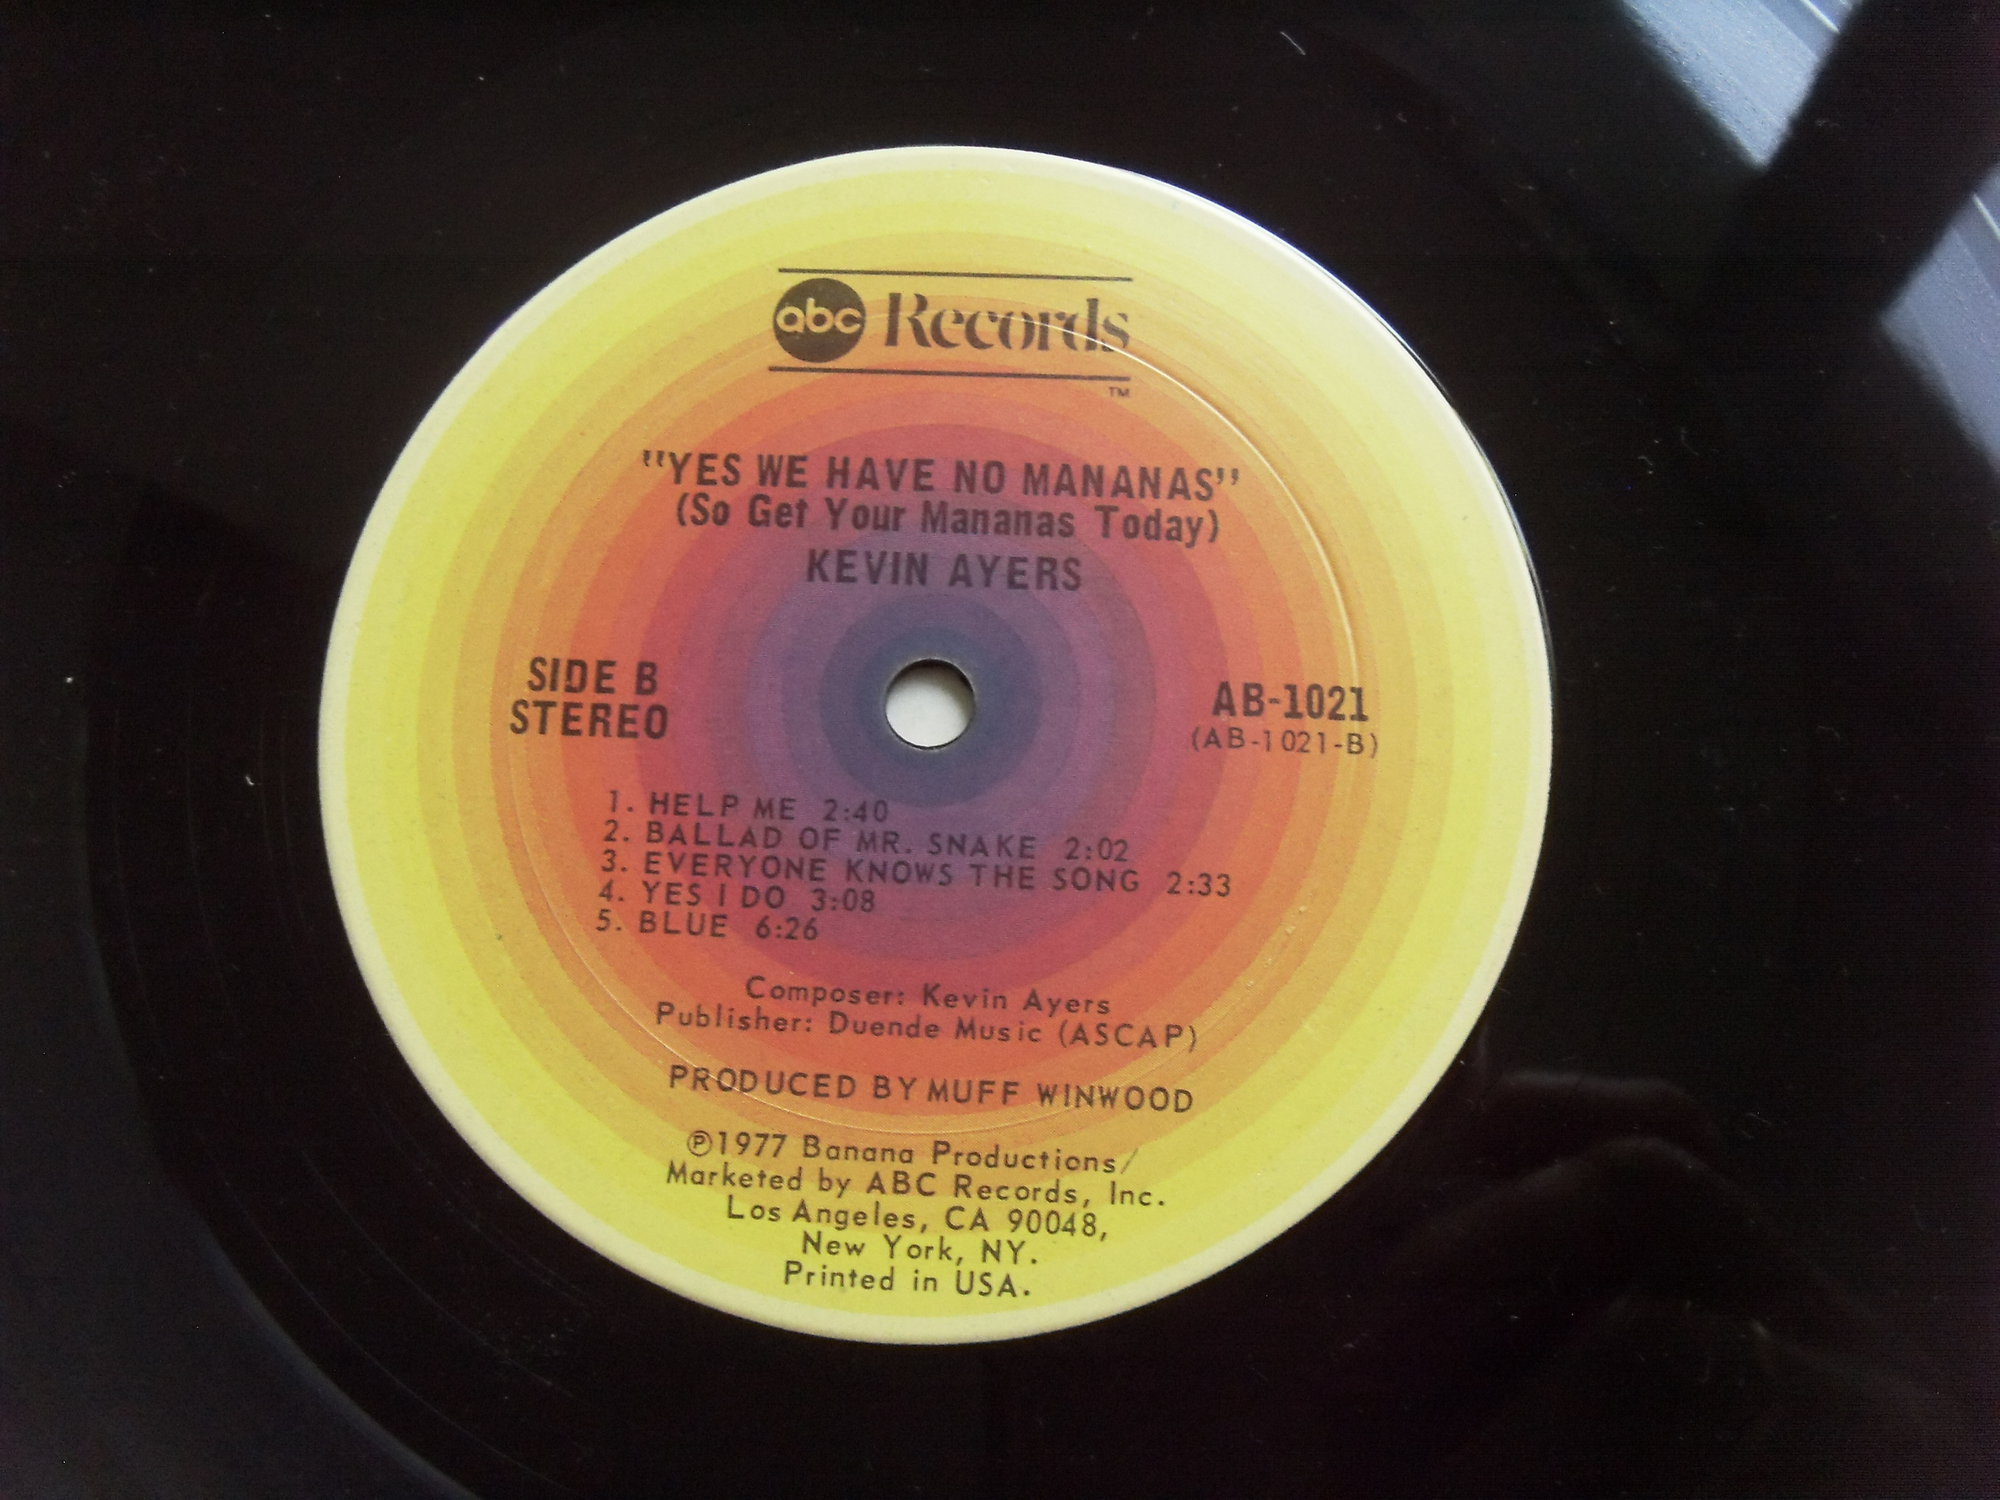 abc Records
TM
"YES WE HAVE NO MANANAS"
(So Get Your Mananas Today)
KEVIN AYERS
SIDE B
STEREO
AB-1021
(AB-1021-B)
1. HELP ME 2:40
2. BALLAD OF MR. SNAKE 2:02
3. EVERYONE KNOWS THE SONG 2:33
4. YES I DO 3:08
5. BLUE 6:26
Composer: Kevin Ayers
Publisher: Duende Music (ASCAP)
PRODUCED BY MUFF WINWOOD
℗1977 Banana Productions/
Marketed by ABC Records, Inc.
Los Angeles, CA 90048,
New York, NY.
Printed in USA.